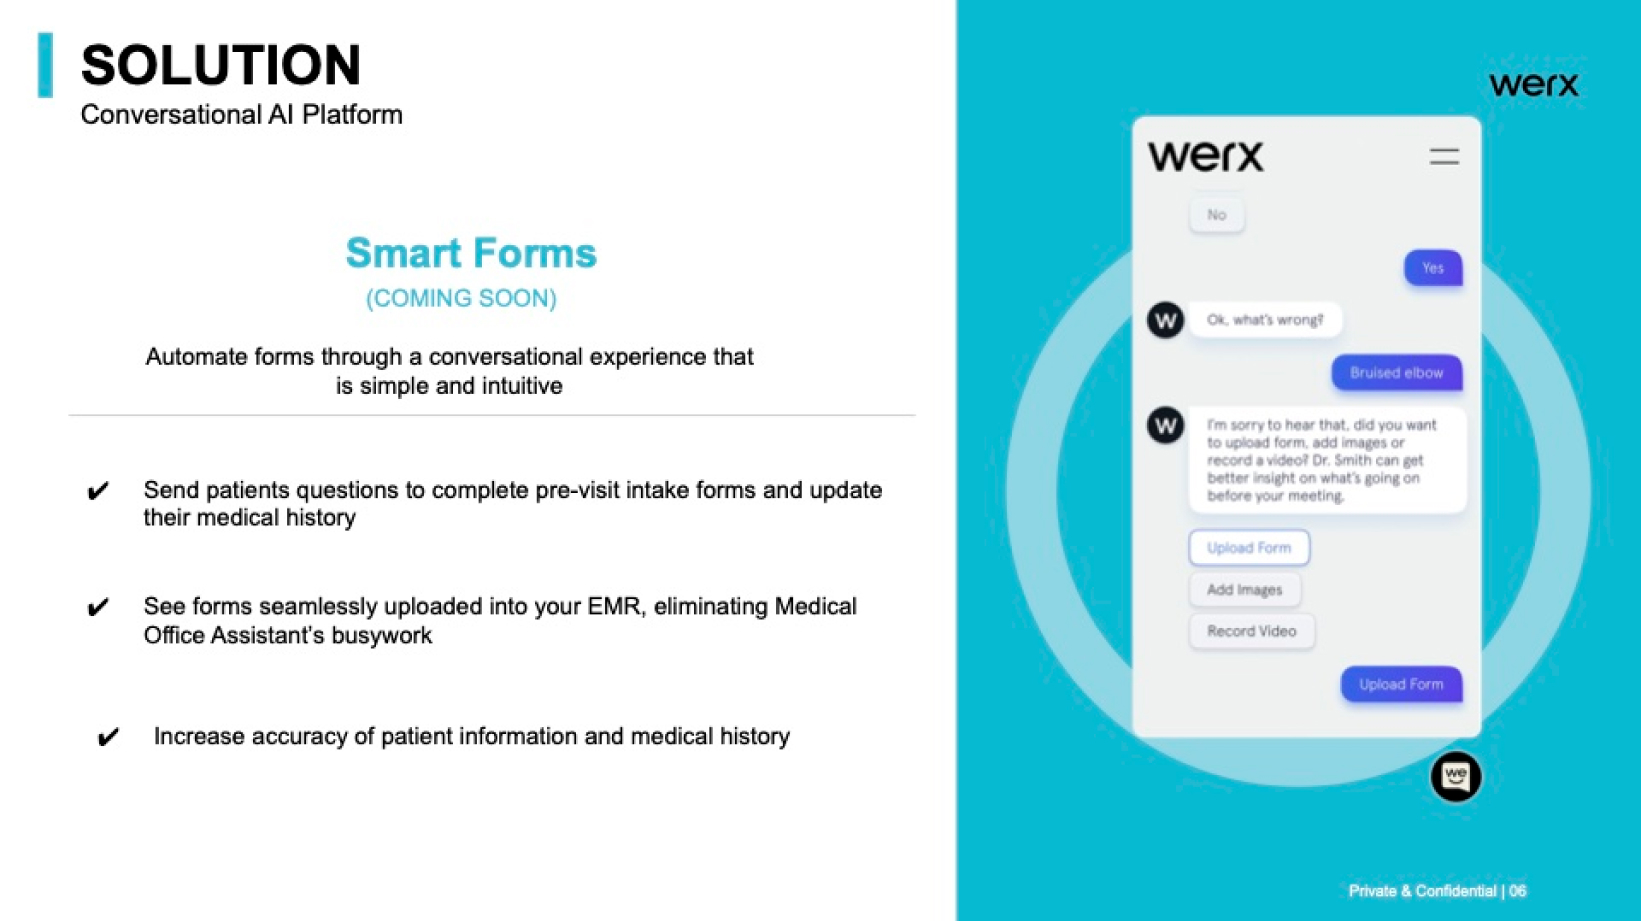 SOLUTION
Conversational AI Platform
Smart Forms
(COMING SOON)
Automate forms through a conversational experience that
is simple and intuitive
✔ Send patients questions to complete pre-visit intake forms and update
their medical history
✔ See forms seamlessly uploaded into your EMR, eliminating Medical
Office Assistant's busywork
✔ Increase accuracy of patient information and medical history
werx
werx
No
Yes
W
Ok, what's wrong?
Bruised elbow
W
I'm sorry to hear that, did you want
to upload form, add images or
record a video? Dr. Smith can get
better insight on what's going on
before your meeting.
Upload Form
Add Images
Record Video
Upload Form
we
Private & Confidential | 06